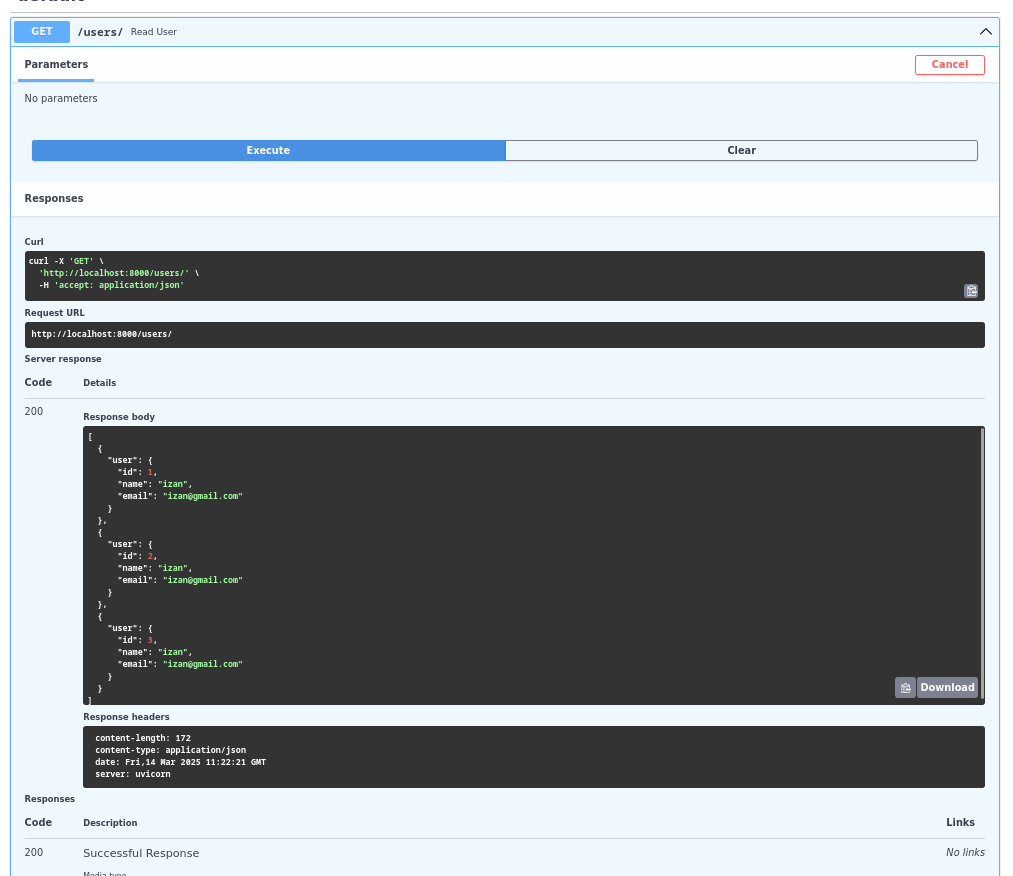 GET /users/ Read User
Parameters Cancel
No parameters
Execute Clear
Responses
Curl
curl -X 'GET' \
  'http://localhost:8000/users/' \
  -H 'accept: application/json'
Request URL
http://localhost:8000/users/
Server response
Code Details
200
Response body
[
  {
    "user": {
      "id": 1,
      "name": "izan",
      "email": "izan@gmail.com"
    }
  },
  {
    "user": {
      "id": 2,
      "name": "izan",
      "email": "izan@gmail.com"
    }
  },
  {
    "user": {
      "id": 3,
      "name": "izan",
      "email": "izan@gmail.com"
    }
  }
]
Download
Response headers
content-length: 172
content-type: application/json
date: Fri,14 Mar 2025 11:22:21 GMT
server: uvicorn
Responses
Code Description Links
200 Successful Response No links
Media type